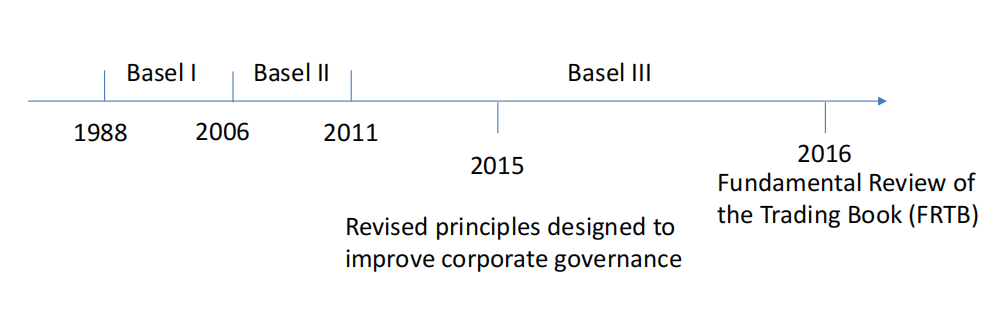 Basel I
Basel II
Basel III
1988
2006
2011
2015
2016
Fundamental Review of
the Trading Book (FRTB)
Revised principles designed to
improve corporate governance